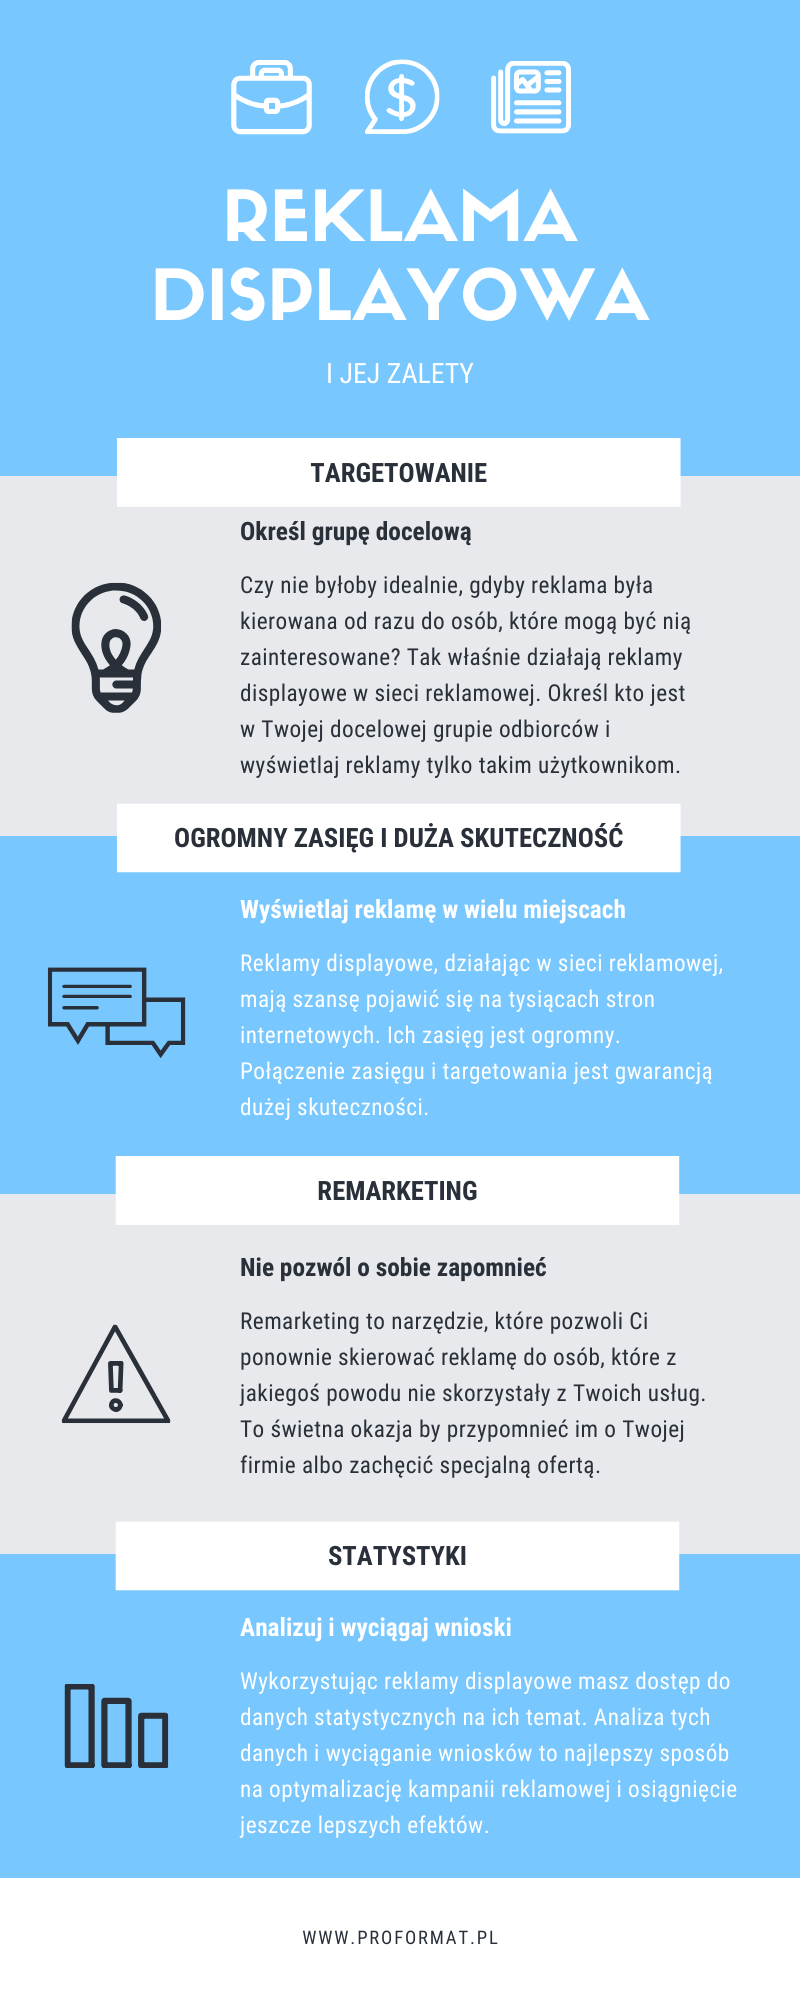 REKLAMA
DISPLAYOWA
I JEJ ZALETY
TARGETOWANIE
Określ grupę docelową
Czy nie byłoby idealnie, gdyby reklama była
kierowana od razu do osób, które mogą być nią
zainteresowane? Tak właśnie działają reklamy
displayowe w sieci reklamowej. Określ kto jest
w Twojej docelowej grupie odbiorców i
wyświetlaj reklamy tylko takim użytkownikom.
OGROMNY ZASIĘG I DUŻA SKUTECZNOŚĆ
Wyświetlaj reklamę w wielu miejscach
Reklamy displayowe, działając w sieci reklamowej,
mają szansę pojawić się na tysiącach stron
internetowych. Ich zasięg jest ogromny.
Połączenie zasięgu i targetowania jest gwarancją
dużej skuteczności.
REMARKETING
Nie pozwól o sobie zapomnieć
Remarketing to narzędzie, które pozwoli Ci
ponownie skierować reklamę do osób, które z
jakiegoś powodu nie skorzystały z Twoich usług.
To świetna okazja by przypomnieć im o Twojej
firmie albo zachęcić specjalną ofertą.
STATYSTYKI
Analizuj i wyciągaj wnioski
Wykorzystując reklamy displayowe masz dostęp do
danych statystycznych na ich temat. Analiza tych
danych i wyciąganie wniosków to najlepszy sposób
na optymalizację kampanii reklamowej i osiągnięcie
jeszcze lepszych efektów.
WWW.PROFORMAT.PL